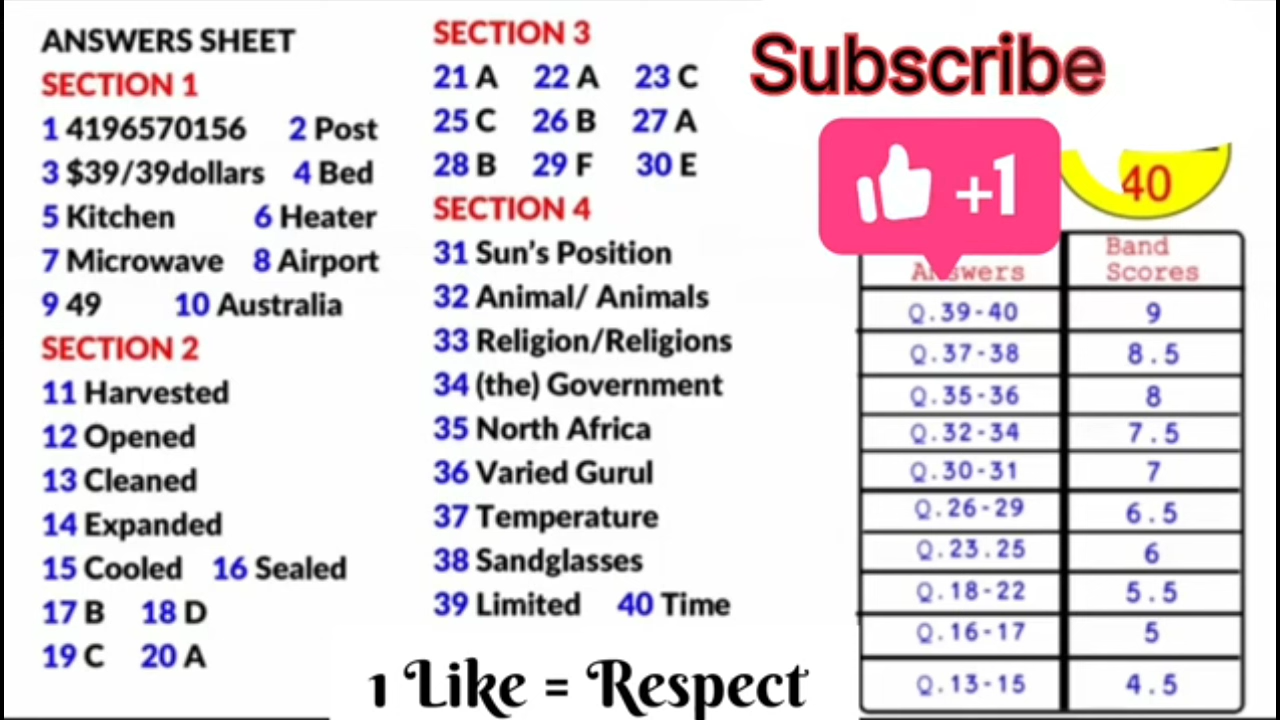 ANSWERS SHEET
SECTION 1
1 4196570156 2 Post
3 $39/39dollars 4 Bed
5 Kitchen 6 Heater
7 Microwave 8 Airport
9 49 10 Australia
SECTION 2
11 Harvested
12 Opened
13 Cleaned
14 Expanded
15 Cooled 16 Sealed
17 B 18 D
19 C 20 A
SECTION 3
21 A 22 A 23 C
25 C 26 B 27 A
28 B 29 F 30 E
SECTION 4
31 Sun's Position
32 Animal/ Animals
33 Religion/Religions
34 (the) Government
35 North Africa
36 Varied Gurul
37 Temperature
38 Sandglasses
39 Limited 40 Time
1 Like = Respect
Subscribe
+1
40
Answers Band Scores
Q.39-40 9
Q.37-38 8.5
Q.35-36 8
Q.32-34 7.5
Q.30-31 7
Q.26-29 6.5
Q.23.25 6
Q.18-22 5.5
Q.16-17 5
Q.13-15 4.5